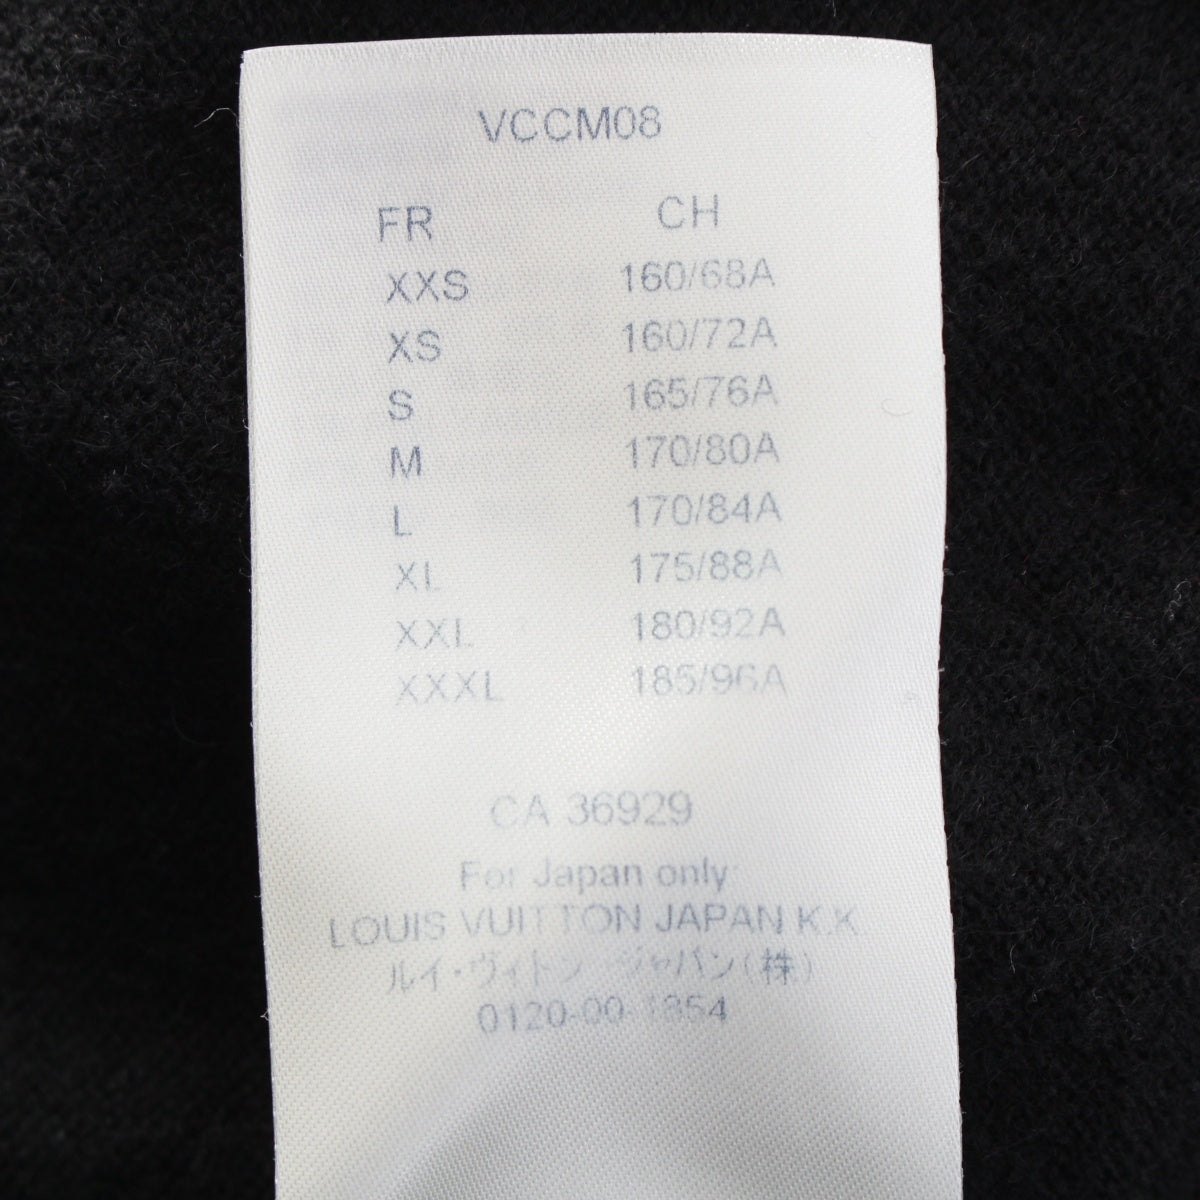 VCCM08
FR CH
XXS 160/68A
XS 160/72A
S 165/76A
M 170/80A
L 170/84A
XL 175/88A
XXL 180/92A
XXXL 185/96A
CA 36929
For Japan only:
LOUIS VUITTON JAPAN K.K
ルイ・ヴィトン ジャパン(株)
0120-00-1854